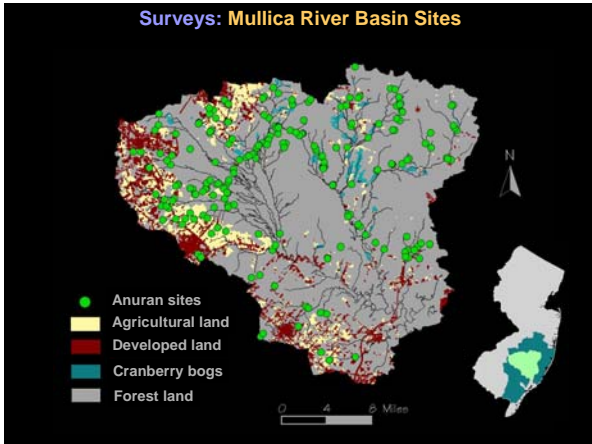 Surveys: Mullica River Basin Sites
N
Anuran sites
Agricultural land
Developed land
Cranberry bogs
Forest land
0 4 8 Miles